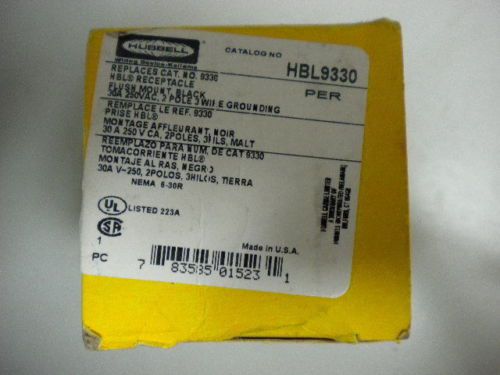 HUBBELL
Wiring Device-Kellems
CATALOG NO
HBL9330
PER
REPLACES CAT. NO. 9330
HBL® RECEPTACLE
FLUSH MOUNT, BLACK
30A 250VAC, 2 POLE 3 WIRE GROUNDING
REMPLACE LE REF. 9330
PRISE HBL®
MONTAGE AFFLEURANT, NOIR
30 A 250 V CA, 2POLES, 3FILS, MALT
REEMPLAZO PARA NUM. DE CAT 9330
TOMACORRIENTE HBL®
MONTAJE AL RAS, NEGRO
30A V~250, 2POLOS, 3HILOS, TIERRA
NEMA 6-30R
UL
LISTED 223A
SA
1
PC
Made in U.S.A.
7 83585 01523 1